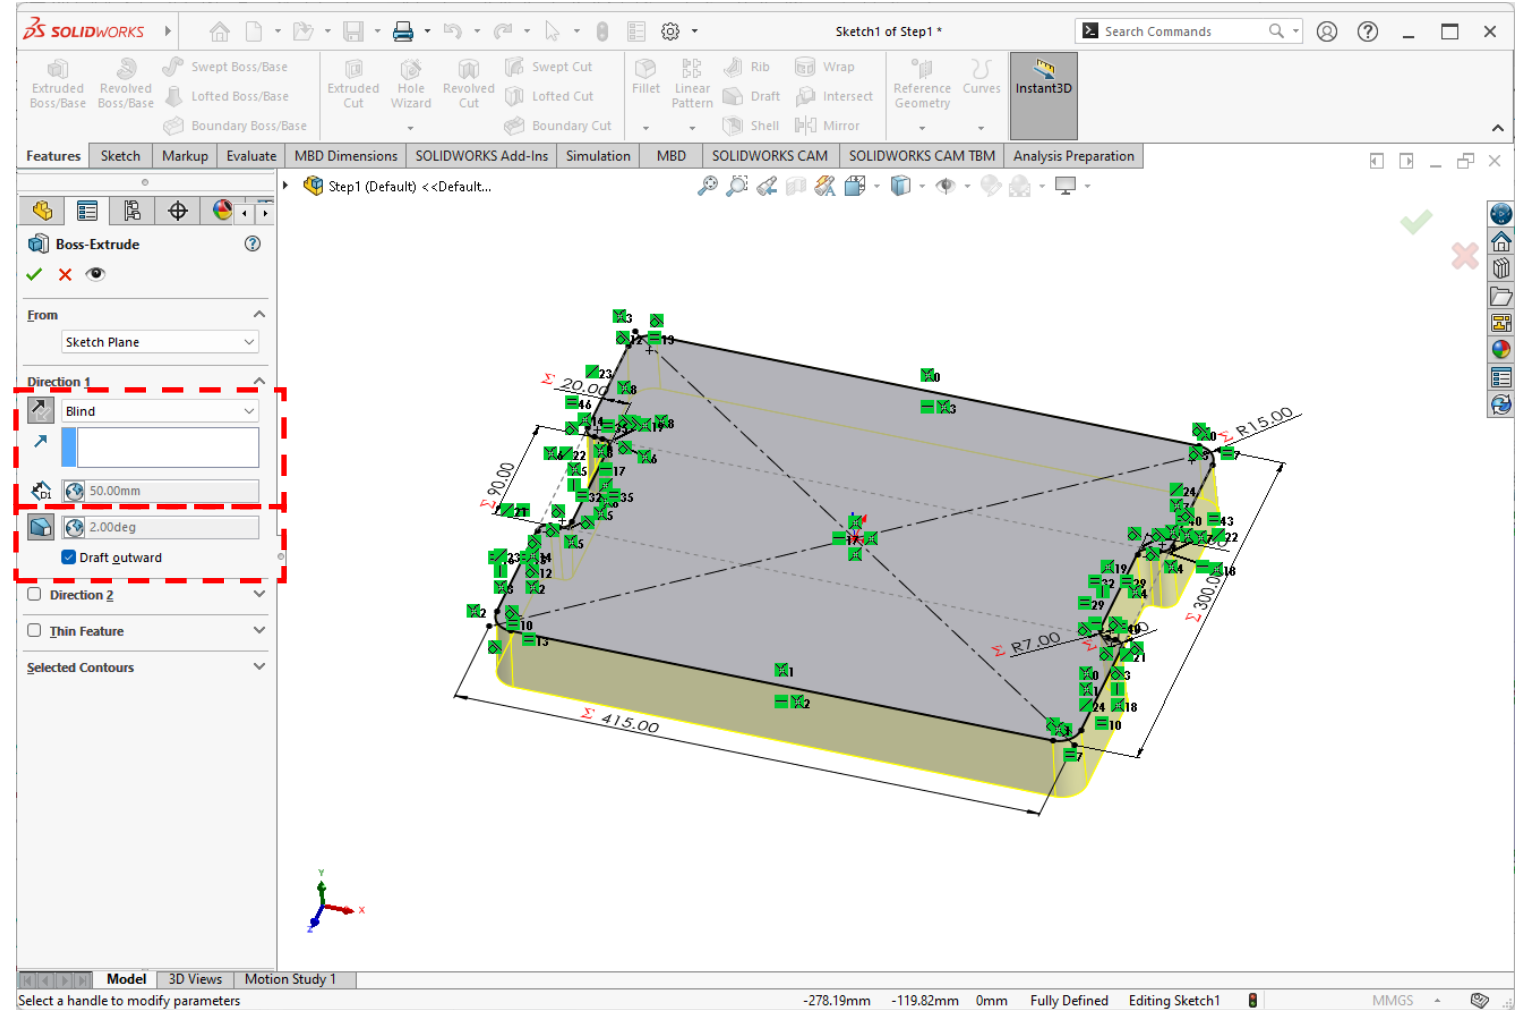 SOLIDWORKS
Sketch1 of Step1 *
Search Commands
Extruded Boss/Base
Revolved Boss/Base
Swept Boss/Base
Lofted Boss/Base
Boundary Boss/Base
Extruded Cut
Hole Wizard
Revolved Cut
Swept Cut
Lofted Cut
Boundary Cut
Fillet
Linear Pattern
Rib
Draft
Shell
Wrap
Intersect
Mirror
Reference Geometry
Curves
Instant3D
Features Sketch Markup Evaluate MBD Dimensions SOLIDWORKS Add-Ins Simulation MBD SOLIDWORKS CAM SOLIDWORKS CAM TBM Analysis Preparation
Step1 (Default) <<Default...
Boss-Extrude
From
Sketch Plane
Direction 1
Blind
50.00mm
2.00deg
Draft outward
Direction 2
Thin Feature
Selected Contours
Σ 20.00
Σ 90.00
Σ R15.00
Σ 300.0
Σ R7.00
Σ 415.00
Y
X
Z
Model 3D Views Motion Study 1
Select a handle to modify parameters
-278.19mm -119.82mm 0mm Fully Defined Editing Sketch1
MMGS